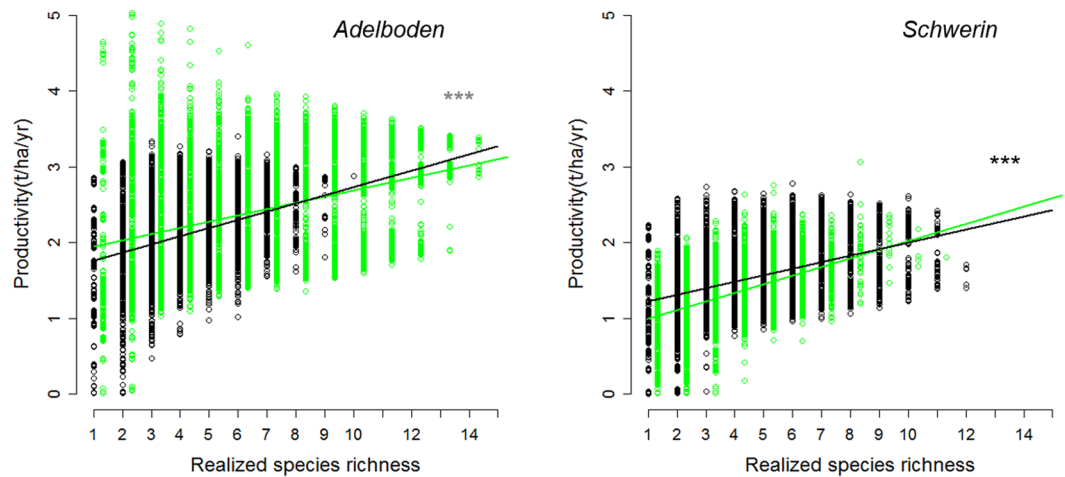 Adelboden
***
Productivity(t/ha/yr)
5
4
3
2
1
0
1 2 3 4 5 6 7 8 9 10 12 14
Realized species richness
Schwerin
***
Productivity(t/ha/yr)
5
4
3
2
1
0
1 2 3 4 5 6 7 8 9 10 12 14
Realized species richness